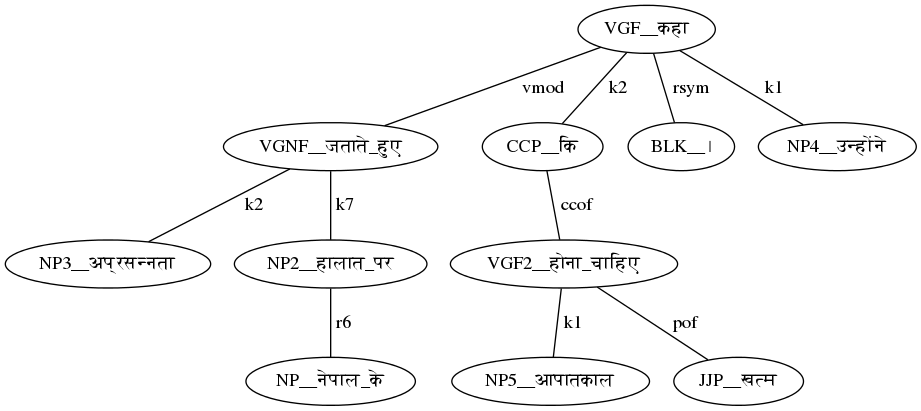 VGF__कहा
vmod k2 rsym k1
VGNF__जताते_हुए CCP__कि BLK__। NP4__उन्होंने
k2 k7 ccof
NP3__अप्रसन्नता NP2__हालात_पर VGF2__होना_चाहिए
r6 k1 pof
NP__नेपाल_के NP5__आपातकाल JJP__खत्म